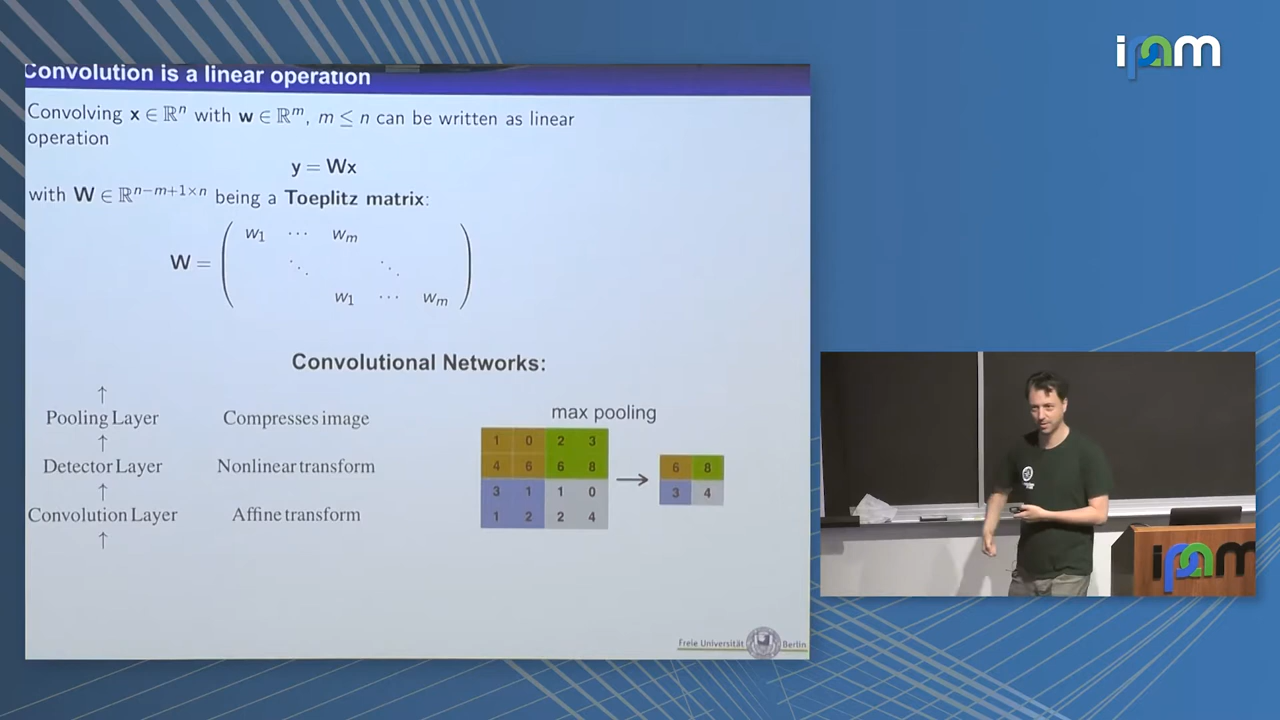 ipam
Convolution is a linear operation
Convolving x ∈ ℝⁿ with w ∈ ℝᵐ, m ≤ n can be written as linear
operation
y = Wx
with W ∈ ℝⁿ⁻ᵐ⁺¹ˣⁿ being a Toeplitz matrix:
w₁ ⋯ wₘ
W = ( ⋱ ⋱ )
w₁ ⋯ wₘ
Convolutional Networks:
↑
Pooling Layer Compresses image
↑
Detector Layer Nonlinear transform
↑
Convolution Layer Affine transform
↑
max pooling
1 0 2 3
4 6 6 8
3 1 1 0
1 2 2 4
→
6 8
3 4
Freie Universität Berlin
ipam